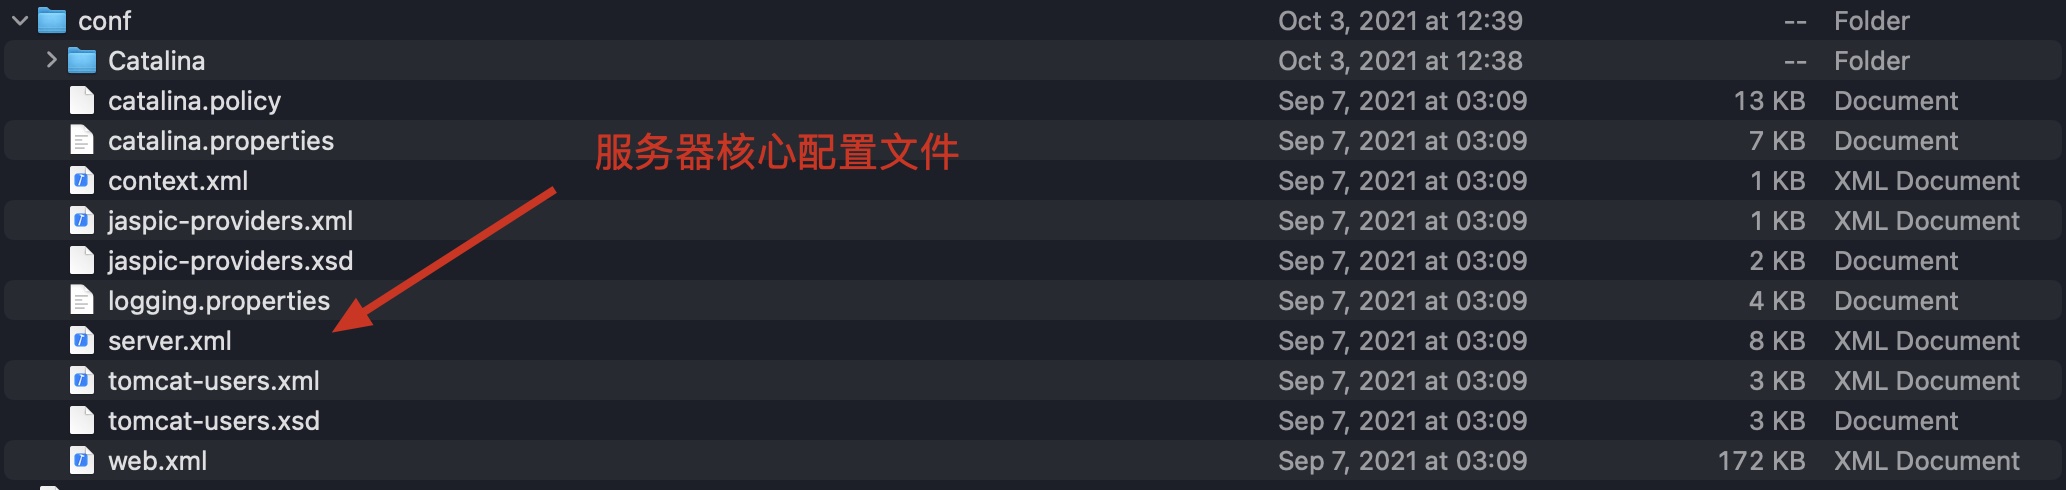 conf Oct 3, 2021 at 12:39 -- Folder
Catalina Oct 3, 2021 at 12:38 -- Folder
catalina.policy Sep 7, 2021 at 03:09 13 KB Document
catalina.properties Sep 7, 2021 at 03:09 7 KB Document
服务器核心配置文件
context.xml Sep 7, 2021 at 03:09 1 KB XML Document
jaspic-providers.xml Sep 7, 2021 at 03:09 1 KB XML Document
jaspic-providers.xsd Sep 7, 2021 at 03:09 2 KB Document
logging.properties Sep 7, 2021 at 03:09 4 KB Document
server.xml Sep 7, 2021 at 03:09 8 KB XML Document
tomcat-users.xml Sep 7, 2021 at 03:09 3 KB XML Document
tomcat-users.xsd Sep 7, 2021 at 03:09 3 KB Document
web.xml Sep 7, 2021 at 03:09 172 KB XML Document